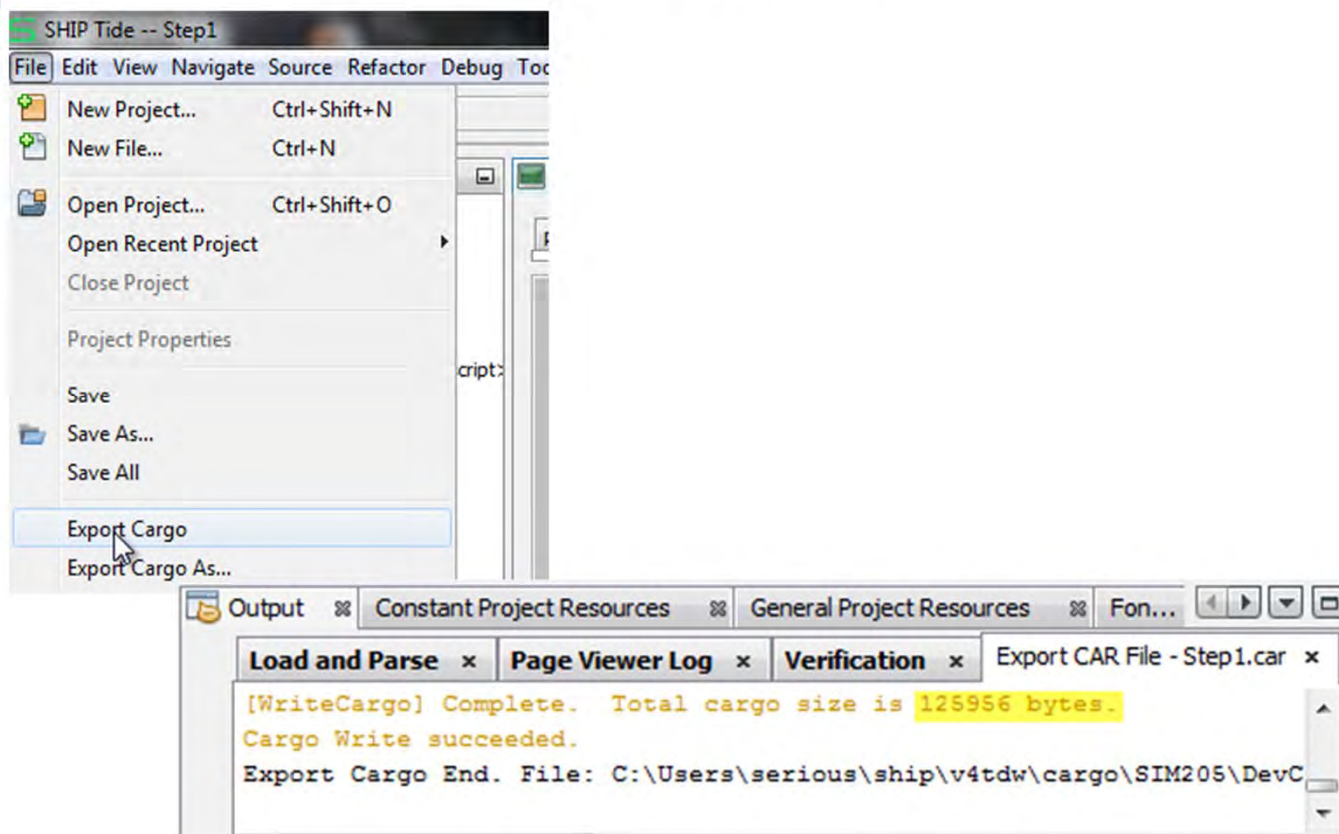 SHIP Tide -- Step1
File Edit View Navigate Source Refactor Debug
New Project... Ctrl+Shift+N
New File... Ctrl+N
Open Project... Ctrl+Shift+O
Open Recent Project
Close Project
Project Properties
cript>
Save
Save As...
Save All
Export Cargo
Export Cargo As...
Output Constant Project Resources General Project Resources Fon...
Load and Parse Page Viewer Log Verification Export CAR File - Step1.car
[WriteCargo] Complete. Total cargo size is 125956 bytes.
Cargo Write succeeded.
Export Cargo End. File: C:\Users\serious\ship\v4tdw\cargo\SIM205\DevC